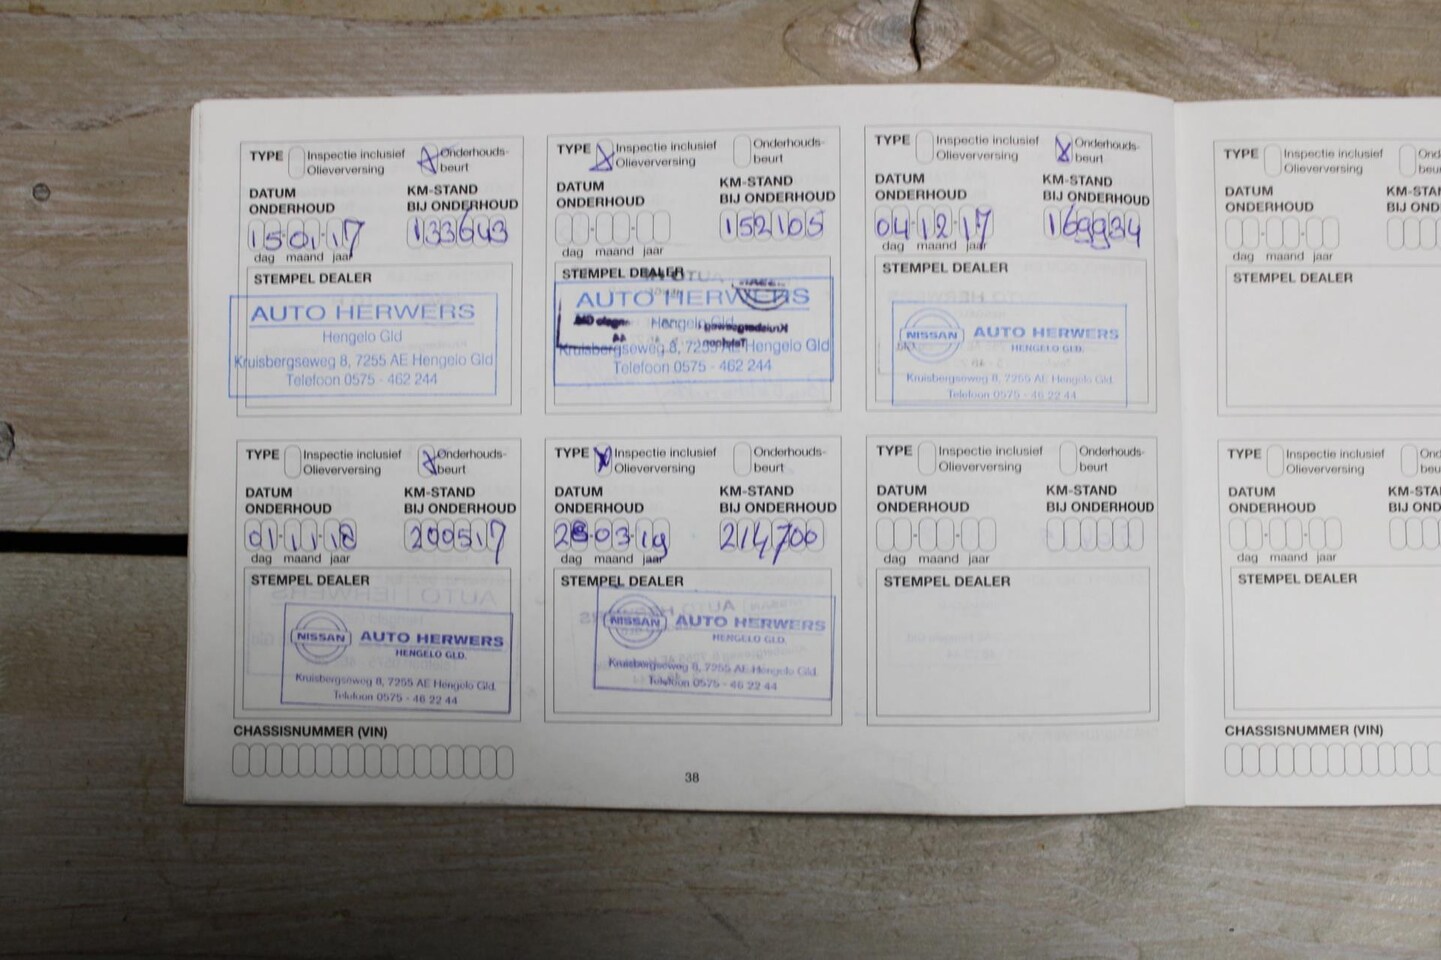 TYPE Inspectie inclusief Olieverversing Onderhouds-beurt
DATUM ONDERHOUD KM-STAND BIJ ONDERHOUD
15-01-17 133643
dag maand jaar
STEMPEL DEALER
AUTO HERWERS
Hengelo Gld
Kruisbergseweg 8, 7255 AE Hengelo Gld
Telefoon 0575 - 462 244
TYPE Inspectie inclusief Olieverversing Onderhouds-beurt
DATUM ONDERHOUD KM-STAND BIJ ONDERHOUD
152105
dag maand jaar
STEMPEL DEALER
AUTO HERWERS
Hengelo Gld
Kruisbergseweg 8, 7255 AE Hengelo Gld
Telefoon 0575 - 462 244
TYPE Inspectie inclusief Olieverversing Onderhouds-beurt
DATUM ONDERHOUD KM-STAND BIJ ONDERHOUD
04-12-17 169934
dag maand jaar
STEMPEL DEALER
NISSAN AUTO HERWERS
HENGELO GLD.
Kruisbergseweg 8, 7255 AE Hengelo Gld.
Telefoon 0575 - 46 22 44
TYPE Inspectie inclusief Olieverversing
DATUM ONDERHOUD
dag maand jaar
STEMPEL DEALER
TYPE Inspectie inclusief Olieverversing Onderhouds-beurt
DATUM ONDERHOUD KM-STAND BIJ ONDERHOUD
01-11-18 200517
dag maand jaar
STEMPEL DEALER
NISSAN AUTO HERWERS
HENGELO GLD.
Kruisbergseweg 8, 7255 AE Hengelo Gld.
Telefoon 0575 - 46 22 44
TYPE Inspectie inclusief Olieverversing Onderhouds-beurt
DATUM ONDERHOUD KM-STAND BIJ ONDERHOUD
214700
dag maand jaar
STEMPEL DEALER
NISSAN AUTO HERWERS
HENGELO GLD.
Kruisbergseweg 8, 7255 AE Hengelo Gld.
Telefoon 0575 - 46 22 44
TYPE Inspectie inclusief Olieverversing Onderhouds-beurt
DATUM ONDERHOUD KM-STAND BIJ ONDERHOUD
dag maand jaar
STEMPEL DEALER
TYPE Inspectie inclusief Olieverversing
DATUM ONDERHOUD
dag maand jaar
STEMPEL DEALER
CHASSISNUMMER (VIN)
38
CHASSISNUMMER (VIN)